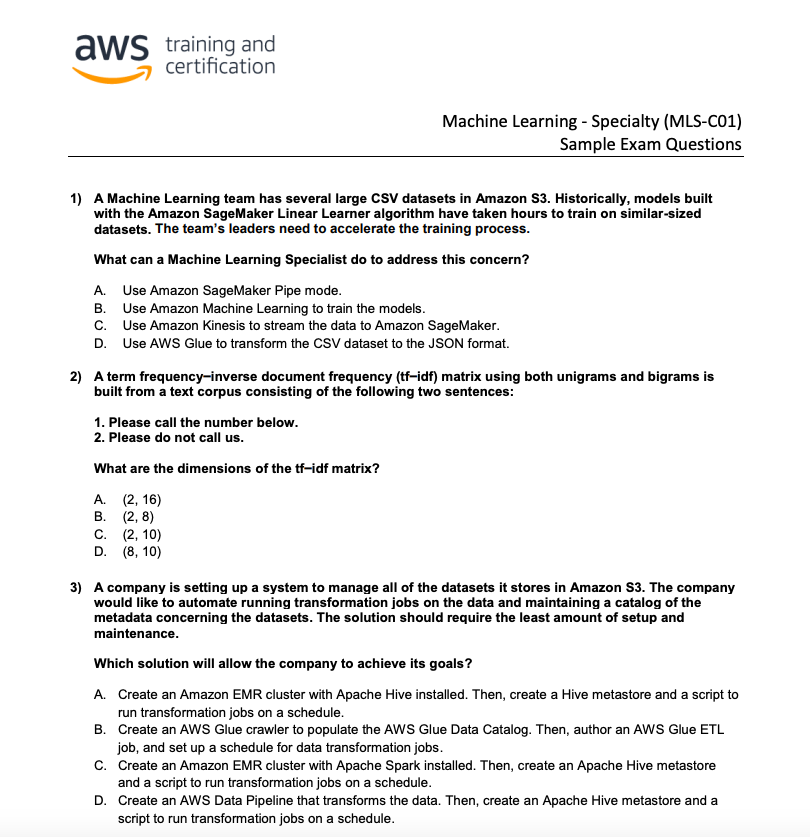 aws training and
certification
Machine Learning - Specialty (MLS-C01)
Sample Exam Questions
1) A Machine Learning team has several large CSV datasets in Amazon S3. Historically, models built
with the Amazon SageMaker Linear Learner algorithm have taken hours to train on similar-sized
datasets. The team's leaders need to accelerate the training process.
What can a Machine Learning Specialist do to address this concern?
A. Use Amazon SageMaker Pipe mode.
B. Use Amazon Machine Learning to train the models.
C. Use Amazon Kinesis to stream the data to Amazon SageMaker.
D. Use AWS Glue to transform the CSV dataset to the JSON format.
2) A term frequency–inverse document frequency (tf–idf) matrix using both unigrams and bigrams is
built from a text corpus consisting of the following two sentences:
1. Please call the number below.
2. Please do not call us.
What are the dimensions of the tf–idf matrix?
A. (2, 16)
B. (2, 8)
C. (2, 10)
D. (8, 10)
3) A company is setting up a system to manage all of the datasets it stores in Amazon S3. The company
would like to automate running transformation jobs on the data and maintaining a catalog of the
metadata concerning the datasets. The solution should require the least amount of setup and
maintenance.
Which solution will allow the company to achieve its goals?
A. Create an Amazon EMR cluster with Apache Hive installed. Then, create a Hive metastore and a script to
run transformation jobs on a schedule.
B. Create an AWS Glue crawler to populate the AWS Glue Data Catalog. Then, author an AWS Glue ETL
job, and set up a schedule for data transformation jobs.
C. Create an Amazon EMR cluster with Apache Spark installed. Then, create an Apache Hive metastore
and a script to run transformation jobs on a schedule.
D. Create an AWS Data Pipeline that transforms the data. Then, create an Apache Hive metastore and a
script to run transformation jobs on a schedule.